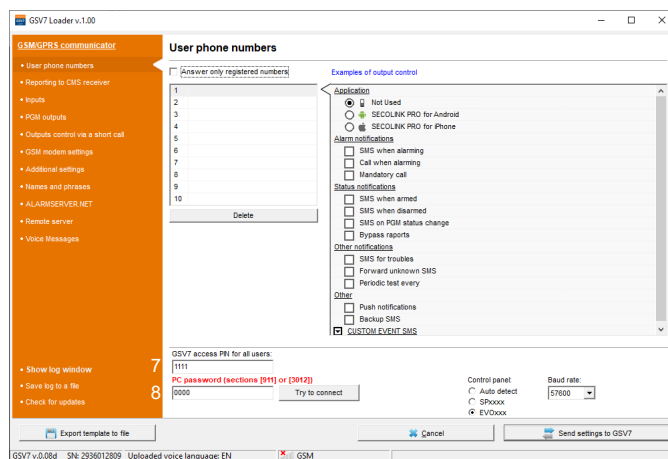 GSV7 Loader v.1.00
GSM/GPRS communicator
• User phone numbers
• Reporting to CMS receiver
• Inputs
• PGM outputs
• Outputs control via a short call
• GSM modem settings
• Additional settings
• Names and phrases
• ALARMSERVER.NET
• Remote server
• Voice Messages
• Show log window
• Save log to a file
• Check for updates
User phone numbers
Answer only registered numbers
Examples of output control
1
2
3
4
5
6
7
8
9
10
Delete
Application
Not Used
SECOLINK PRO for Android
SECOLINK PRO for iPhone
Alarm notifications
SMS when alarming
Call when alarming
Mandatory call
Status notifications
SMS when armed
SMS when disarmed
SMS on PGM status change
Bypass raports
Other notifications
SMS for troubles
Forward unknown SMS
Periodic test every
Other
Push notifications
Backup SMS
CUSTOM EVENT SMS
GSV7 access PIN for all users:
7
1111
PC password (sections [911] or [3012])
8
0000
Try to connect
Control panel:
Auto detect
SPxxxx
EVOxxx
Baud rate:
57600
Export template to file
Cancel
Send settings to GSV7
GSV7 v.0.08d SN: 2936012809 Uploaded voice language: EN
GSM